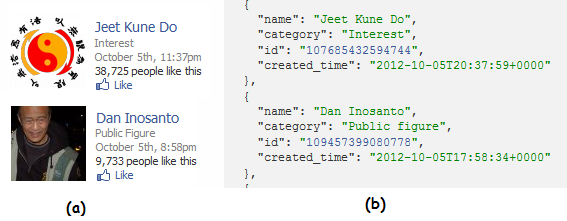 Jeet Kune Do
Interest
October 5th, 11:37pm
38,725 people like this
Like
Dan Inosanto
Public Figure
October 5th, 8:58pm
9,733 people like this
Like
(a)
{
"name": "Jeet Kune Do",
"category": "Interest",
"id": "107685432594744",
"created_time": "2012-10-05T20:37:59+0000"
},
{
"name": "Dan Inosanto",
"category": "Public figure",
"id": "109457399080778",
"created_time": "2012-10-05T17:58:34+0000"
},
{
(b)